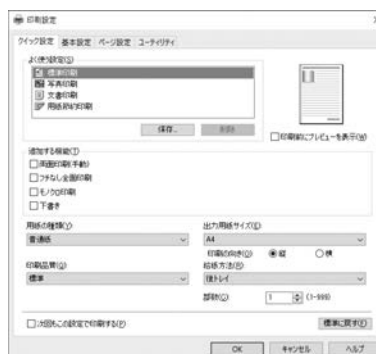 印刷設定
クイック設定 基本設定 ページ設定 ユーティリティ
よく使う設定(S)
標準印刷
写真印刷
文書印刷
用紙節約印刷
保存... 削除
印刷前にプレビューを表示(W)
追加する機能(T)
両面印刷(手動)
フチなし全面印刷
モノクロ印刷
下書き
用紙の種類(Y)
普通紙
出力用紙サイズ(E)
A4
印刷の向き(O) 縦 横
印刷品質(Q)
標準
給紙方法(R)
後トレイ
部数(C) 1 (1-999)
次回もこの設定で印刷する(P)
標準に戻す(F)
OK キャンセル ヘルプ